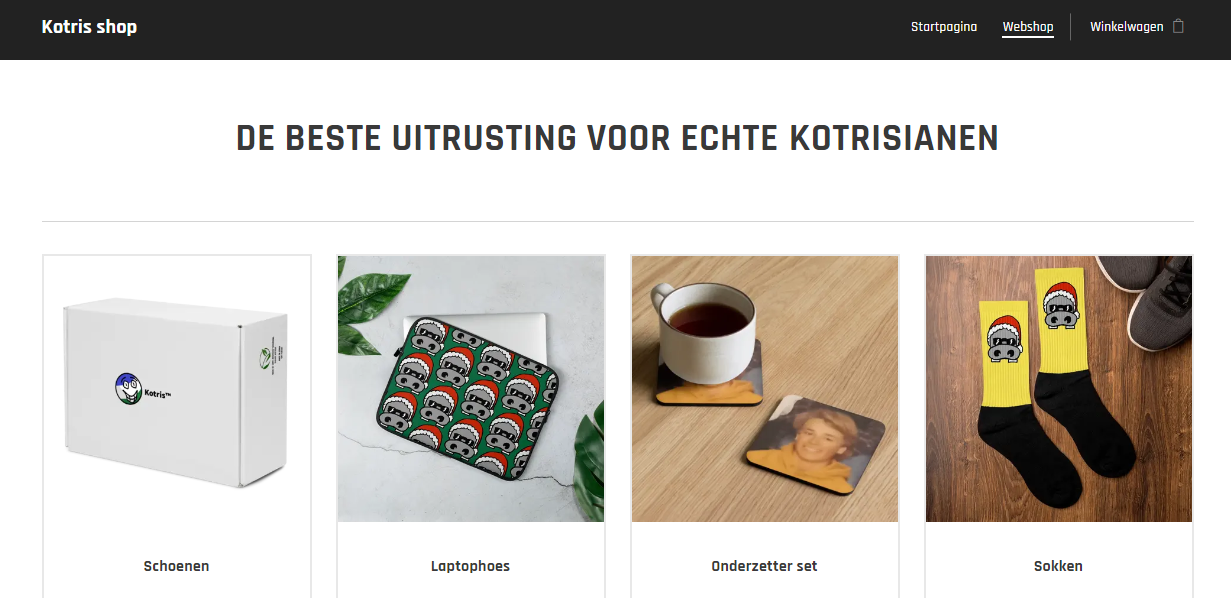 Kotris shop
Startpagina
Webshop
Winkelwagen
DE BESTE UITRUSTING VOOR ECHTE KOTRISIANEN
Kotris™
Schoenen
Laptophoes
Onderzetter set
Sokken